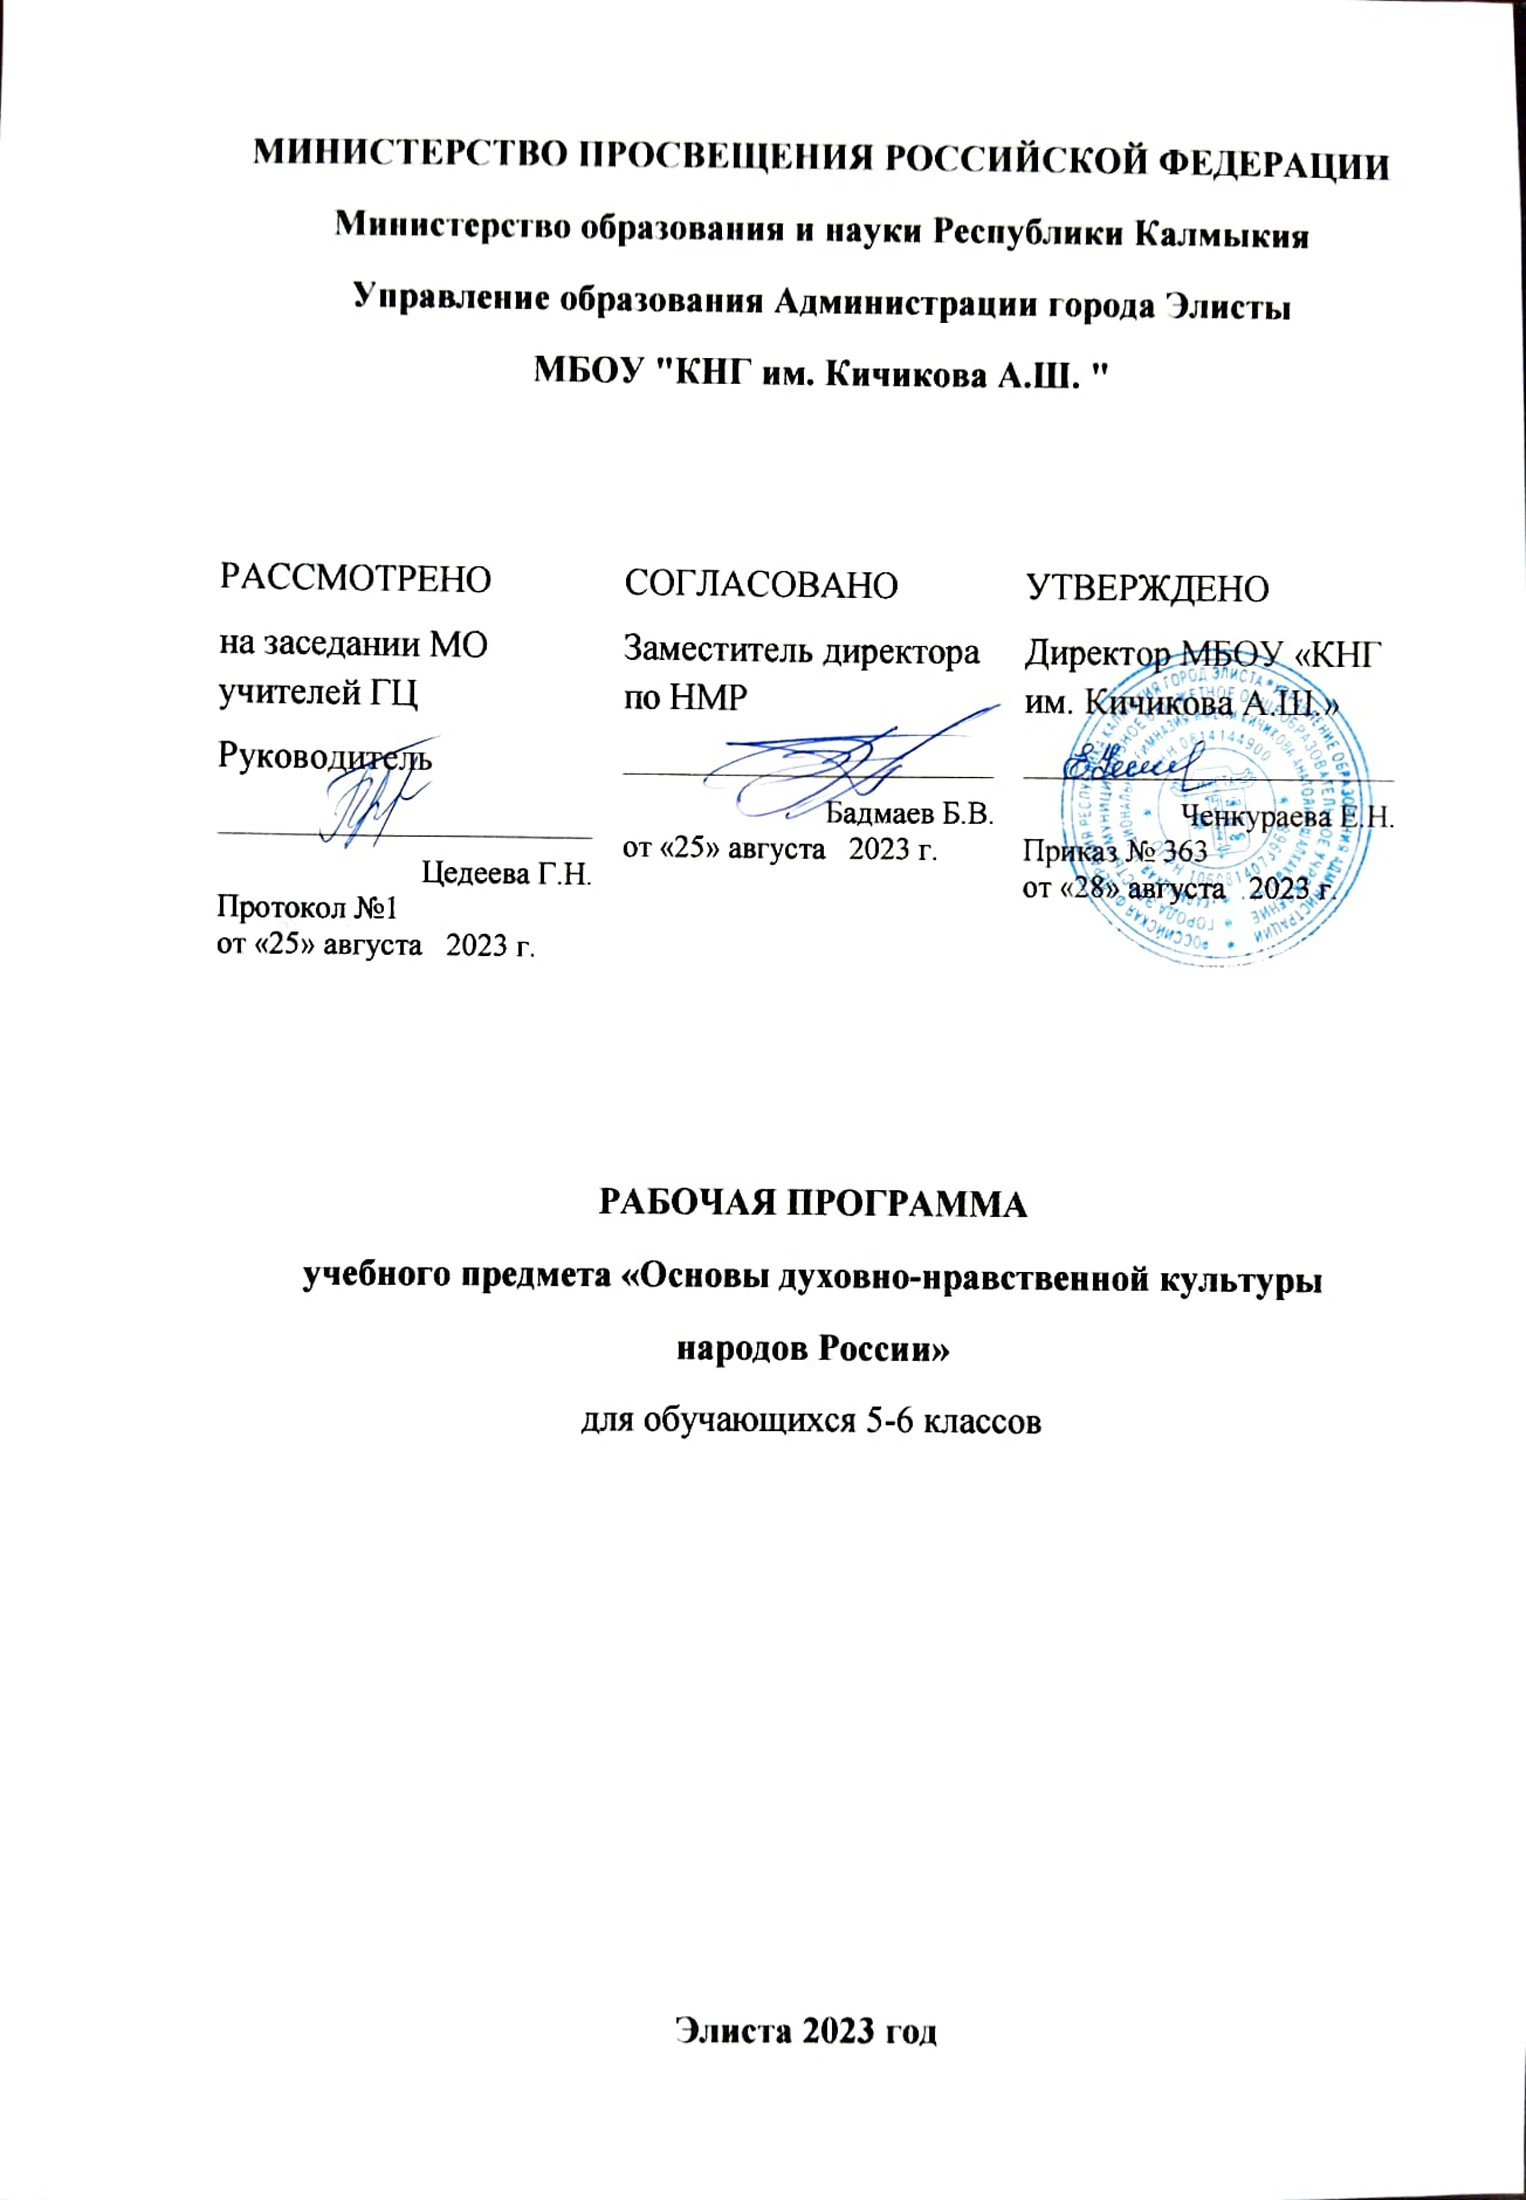 МИНИСТЕРСТВО ПРОСВЕЩЕНИЯ РОССИЙСКОЙ ФЕДЕРАЦИИ
Министерство образования и науки Республики Калмыкия
Управление образования Администрации города Элисты
МБОУ "КНГ им. Кичикова А.Ш. "
РАССМОТРЕНО
на заседании МО
учителей ГЦ
Руководитель
Цедеева Г.Н.
Протокол №1
от «25» августа 2023 г.
СОГЛАСОВАНО
Заместитель директора
по НМР
Бадмаев Б.В.
от «25» августа 2023 г.
УТВЕРЖДЕНО
Директор МБОУ «КНГ
им. Кичикова А.Ш.»
Ченкураева Е.Н.
Приказ № 363
от «28» августа 2023 г.
РАБОЧАЯ ПРОГРАММА
учебного предмета «Основы духовно-нравственной культуры
народов России»
для обучающихся 5-6 классов
Элиста 2023 год